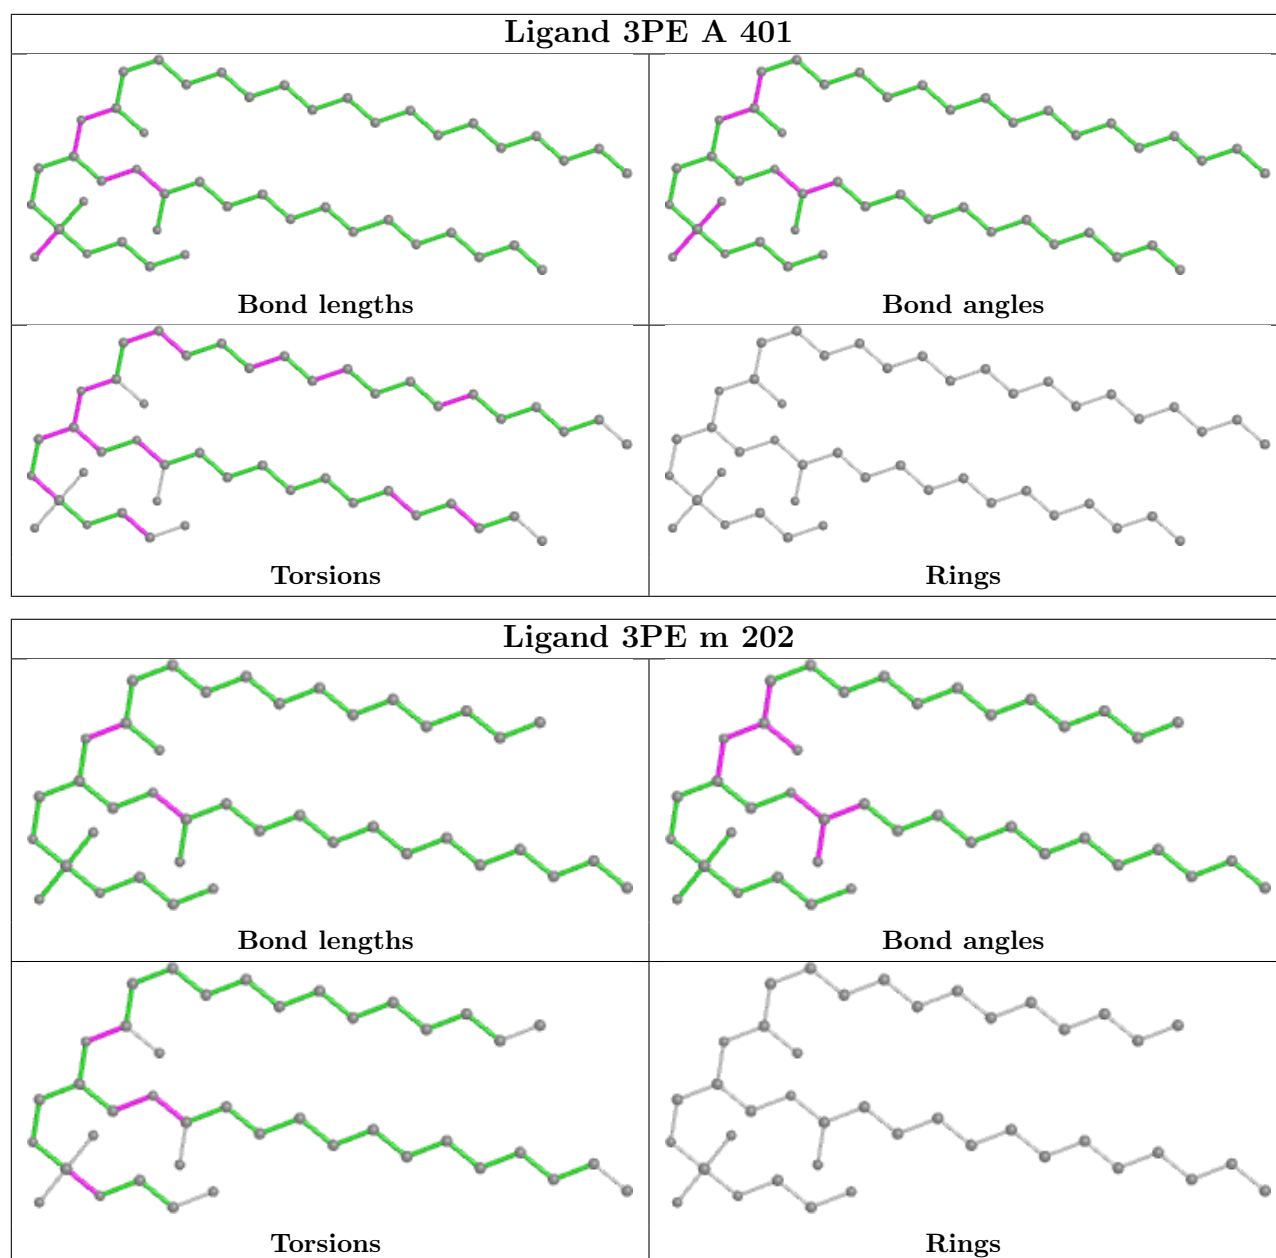 Ligand 3PE A 401
Bond lengths
Bond angles
Torsions
Rings
Ligand 3PE m 202
Bond lengths
Bond angles
Torsions
Rings